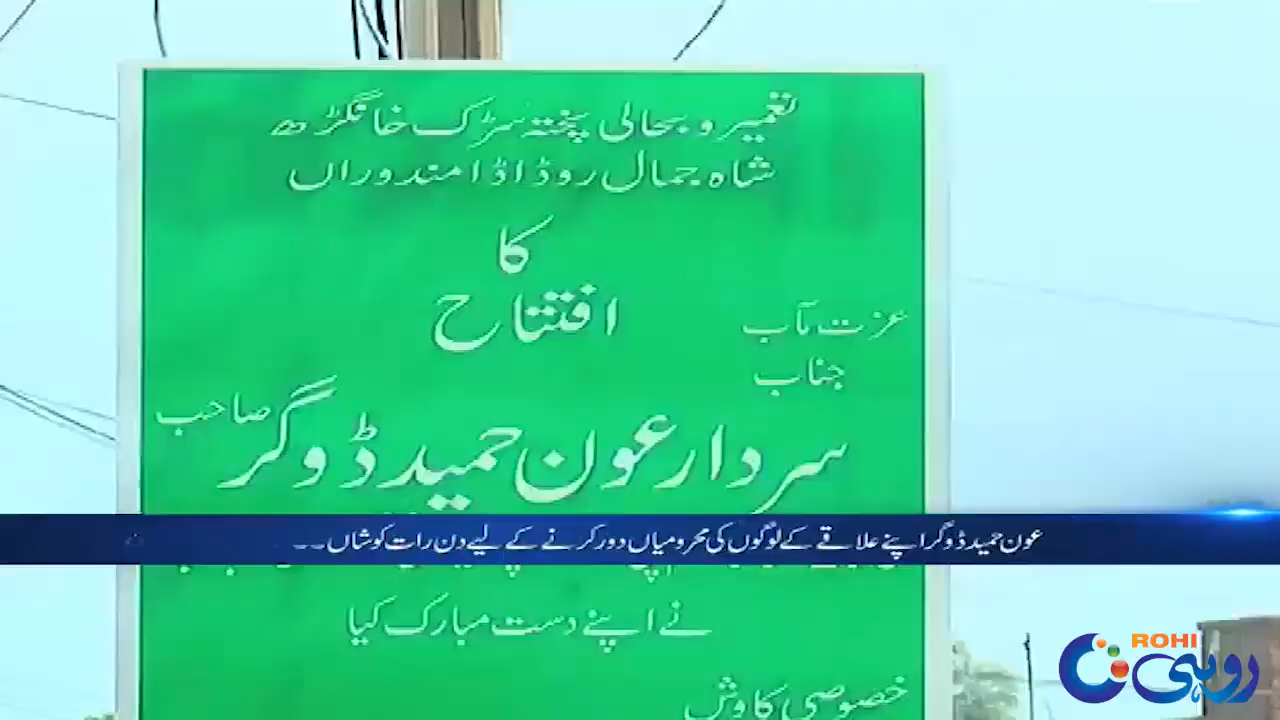 تعمیر و بحالی پختہ سڑک خانگڑھ
شاہ جمال روڈ اڈا مندوراں
کا
افتتاح
عزت مآب
جناب
سردار عون حمید ڈوگر صاحب
عون حمید ڈوگر اپنے علاقے کے لوگوں کی محرومیاں دور کرنے کے لیے دن رات کوشاں۔۔
نے اپنے دست مبارک کیا
خصوصی کاوش
ROHI
روہی